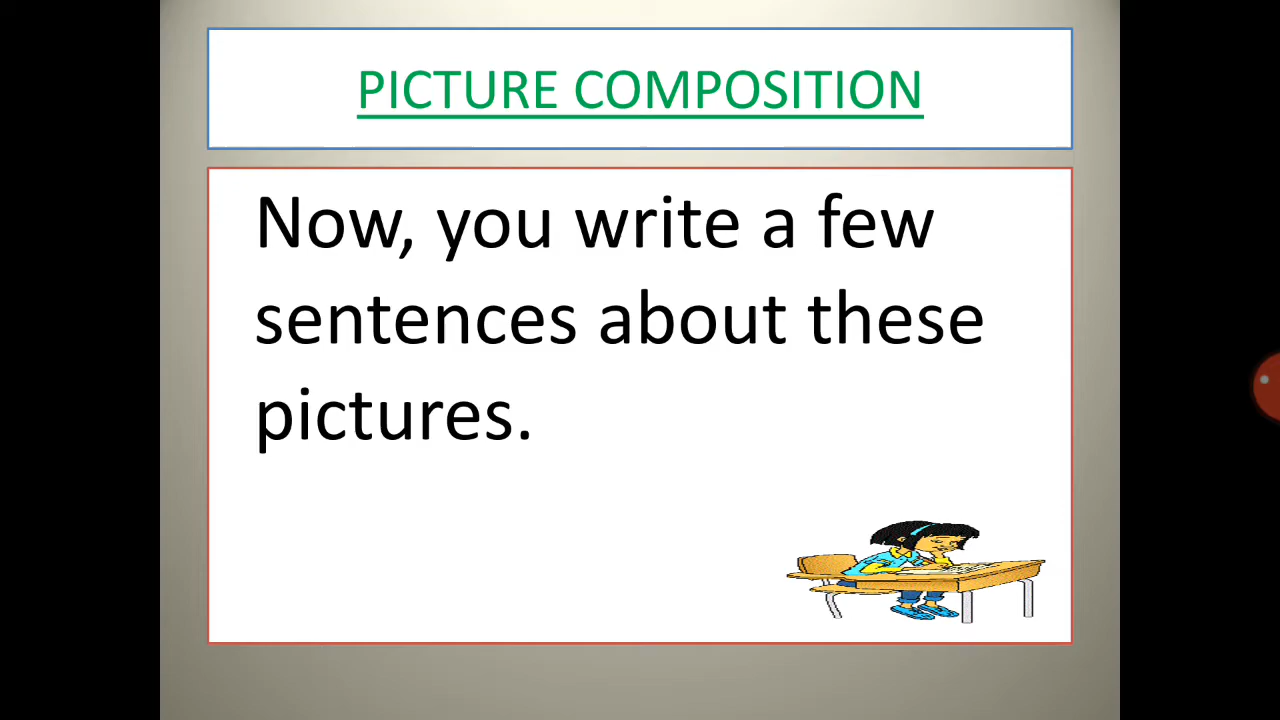 PICTURE COMPOSITION
Now, you write a few
sentences about these
pictures.